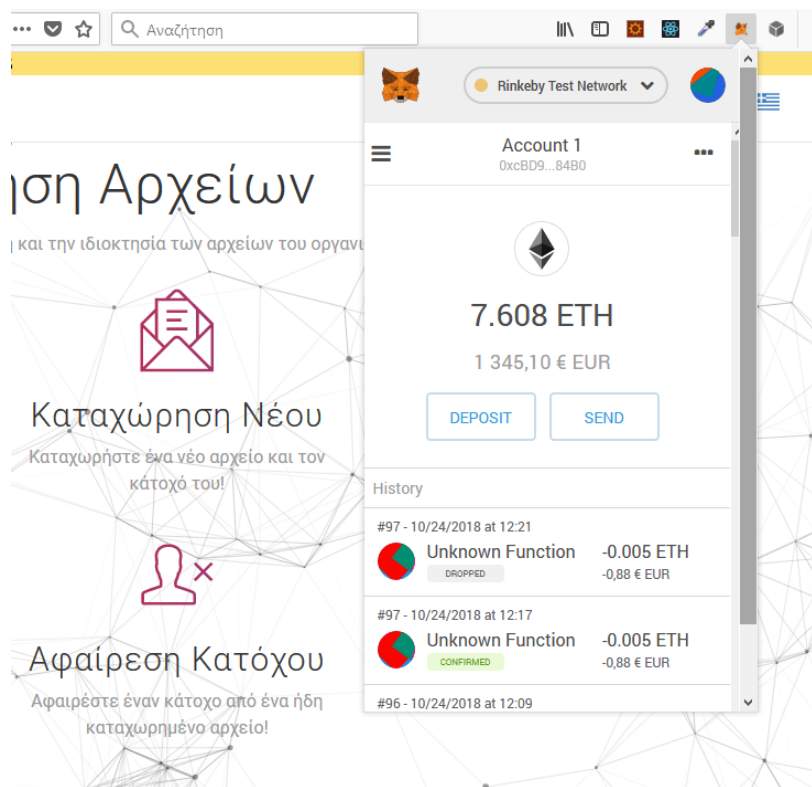 Αναζήτηση
Rinkeby Test Network
Account 1
0xcBD9...84B0
7.608 ETH
1 345,10 € EUR
DEPOSIT
SEND
History
#97 - 10/24/2018 at 12:21
Unknown Function -0.005 ETH
DROPPED -0,88 € EUR
#97 - 10/24/2018 at 12:17
Unknown Function -0.005 ETH
CONFIRMED -0,88 € EUR
#96 - 10/24/2018 at 12:09
Αρχείων
και την ιδιοκτησία των αρχείων του
Καταχώρηση Νέου
Καταχωρήστε ένα νέο αρχείο και τον
κάτοχό του!
Αφαίρεση Κατόχου
Αφαιρέστε έναν κάτοχο από ένα ήδη
καταχωρημένο αρχείο!